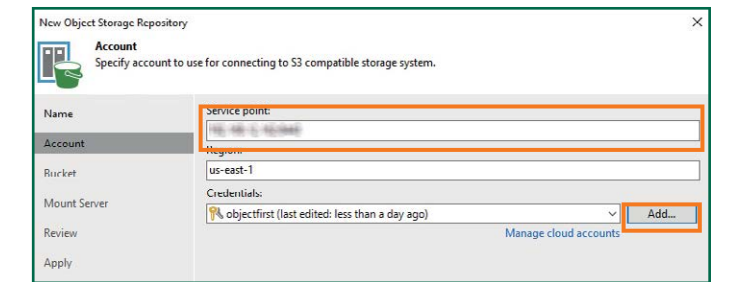 New Object Storage Repository
Account
Specify account to use for connecting to S3 compatible storage system.
Name
Service point:
Account
Region:
Bucket
us-east-1
Credentials:
Mount Server
objectfirst (last edited: less than a day ago)
Add...
Review
Manage cloud accounts
Apply